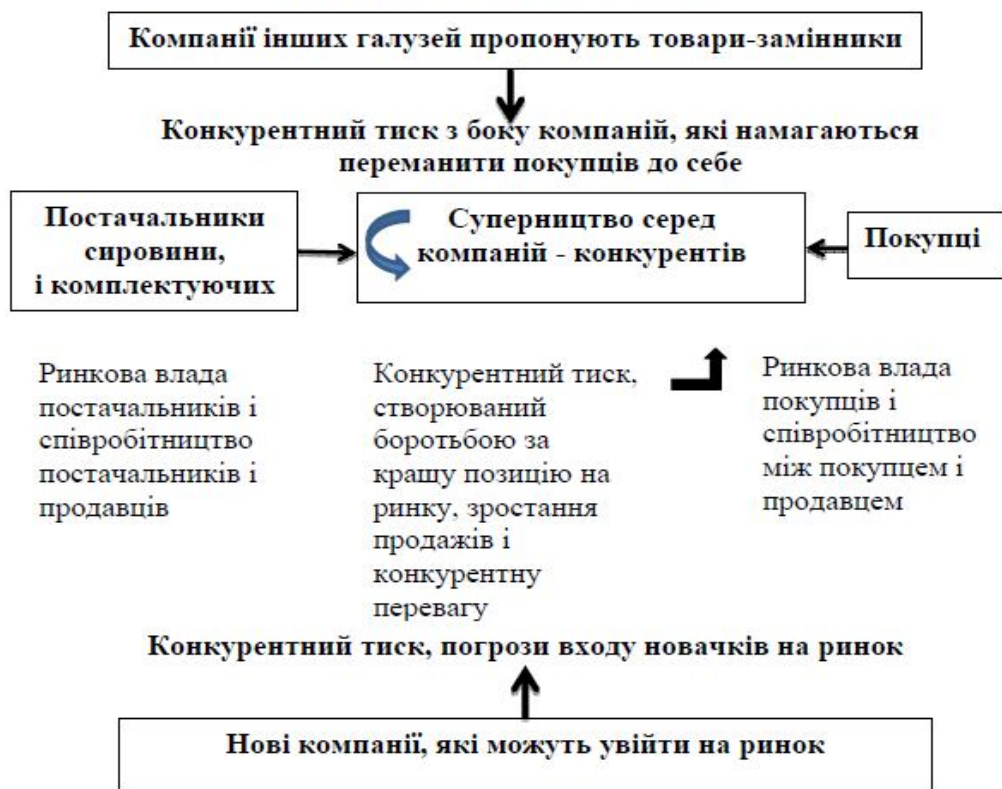 Компанії інших галузей пропонують товари-замінники
Конкурентний тиск з боку компаній, які намагаються
переманити покупців до себе
Постачальники
сировини,
і комплектуючих
Суперництво серед
компаній - конкурентів
Покупці
Ринкова влада
постачальників і
співробітництво
постачальників і
продавців
Конкурентний тиск,
створюваний
боротьбою за
кращу позицію на
ринку, зростання
продажів і
конкурентну
перевагу
Ринкова влада
покупців і
співробітництво
між покупцем і
продавцем
Конкурентний тиск, погрози входу новачків на ринок
Нові компанії, які можуть увійти на ринок